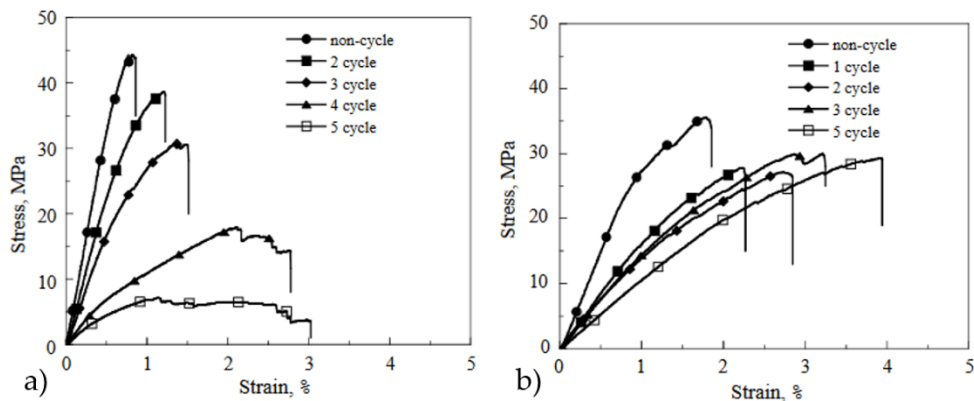 50
40
30
20
10
0
0
1
2
3
4
5
Stress, MPa
Strain, %
non-cycle
2 cycle
3 cycle
4 cycle
5 cycle
a)
50
40
30
20
10
0
0
1
2
3
4
5
Stress, MPa
Strain, %
non-cycle
1 cycle
2 cycle
3 cycle
5 cycle
b)